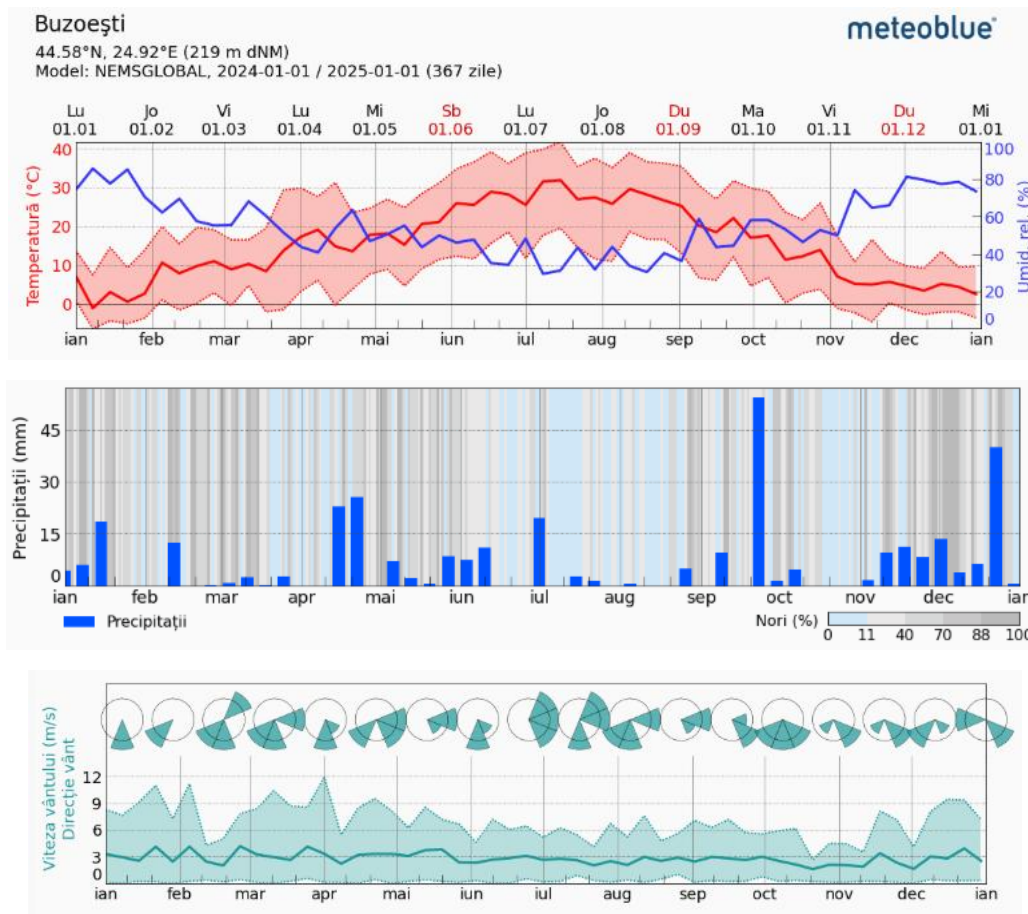 Buzoești
meteoblue®
44.58°N, 24.92°E (219 m dNM)
Model: NEMSGLOBAL, 2024-01-01 / 2025-01-01 (367 zile)
Lu Jo Vi Lu Mi Sb Lu Jo Du Ma Vi Du Mi
01.01 01.02 01.03 01.04 01.05 01.06 01.07 01.08 01.09 01.10 01.11 01.12 01.01
Temperatură (°C)
40
30
20
10
0
100
80
60
40
20
0
Umid. rel. (%)
ian feb mar apr mai iun iul aug sep oct nov dec ian
Precipitații (mm)
45
30
15
0
ian feb mar apr mai iun iul aug sep oct nov dec ian
Precipitații
Nori (%)
0 11 40 70 88 100
Viteza vântului (m/s)
Direcție vânt
12
9
6
3
0
ian feb mar apr mai iun iul aug sep oct nov dec ian